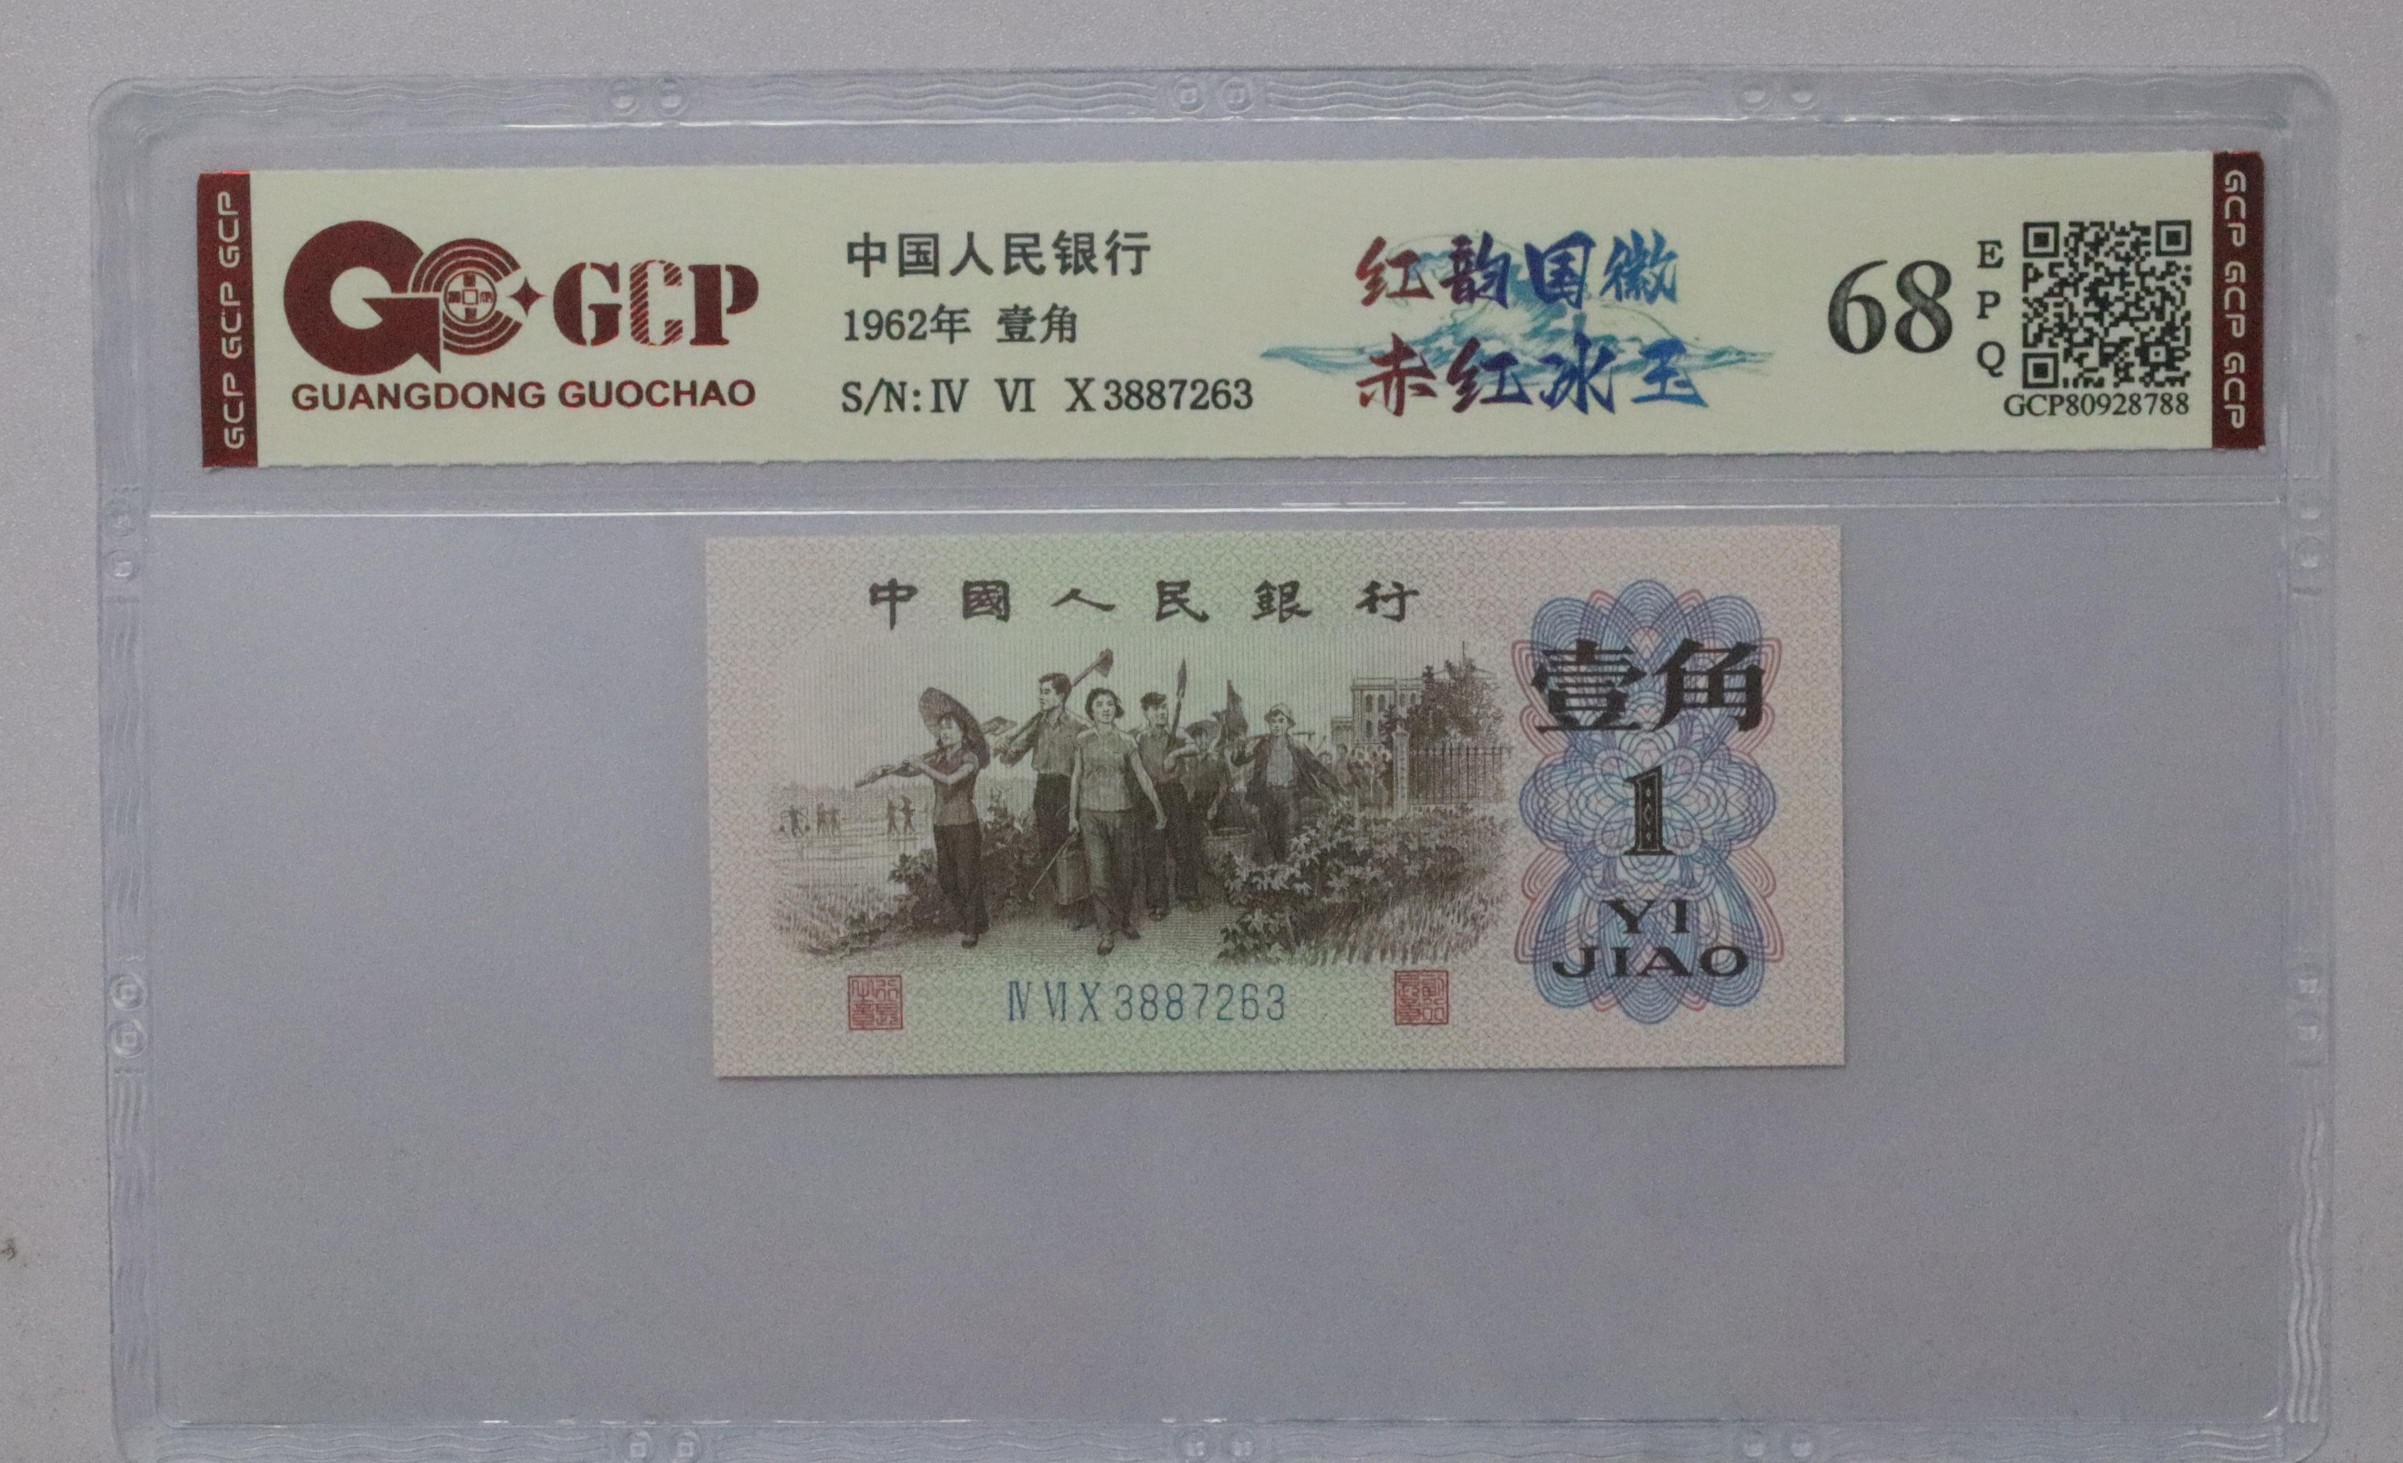 GCP GCP GCP
GCP
GUANGDONG GUOCHAO
中国人民银行
1962年 壹角
S/N: IV VI X 3887263
红韵国徽
赤红冰玉
68
EPQ
GCP80928788
GCP GCP GCP
中國人民銀行
壹角
1
YI
JIAO
IV VI X 3887263